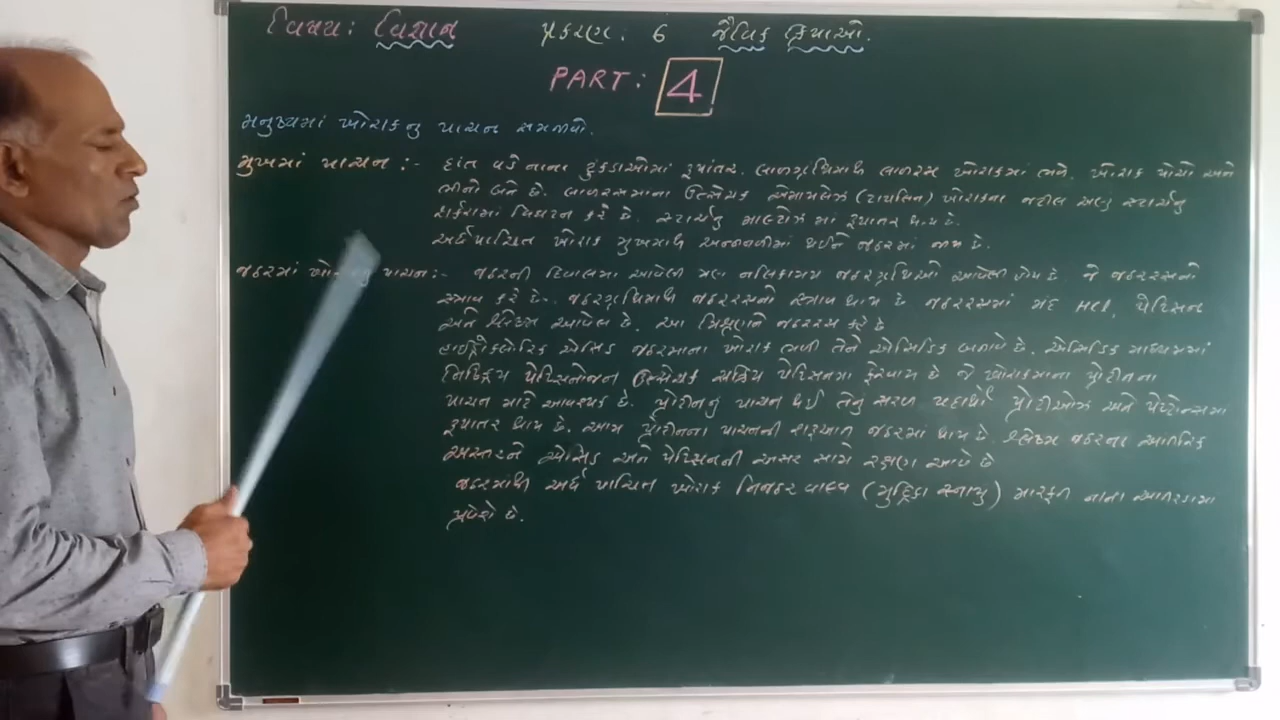 વિષય: વિજ્ઞાન પ્રકરણ: 6 જૈવિક ક્રિયાઓ.
PART: 4
મનુષ્યમાં ખોરાકનુ પાચન સમજાવો.
મુખમાં પાચન :- દાંત વડે નાના ટુકડાઓમાં રૂપાંતર. લાળગ્રંથિમાંથી લાળરસ ખોરાકમાં ભળે. ખોરાક પોચો અને
ભીનો બને છે. લાળરસમાના ઉત્સેચક એમાયલેઝ (ટાયલિન) ખોરાકના જટીલ અણુ સ્ટાર્ચનુ
શર્કરામાં વિઘટન કરે છે. સ્ટાર્ચનુ માલ્ટોઝ માં રૂપાતર થાય છે.
અર્ધપાચિત ખોરાક મુખમાંથી અન્નનળીમાં થઈને જઠરમાં જાય છે.
જઠરમાં પાચન:- જઠરની દિવાલમાં આવેલી નલિકામય જઠરગ્રંથિઓ આવેલી હોય છે જે જઠરરસનો
સ્ત્રાવ કરે છે. જઠરગ્રંથિમાંથી જઠરરસનો સ્ત્રાવ થાય છે જઠરરસમાં મંદ HCl, પેપ્સિન
અને શ્લેષ્મ આવેલ છે. આ મિશ્રણને જઠરરસ કહે છે
હાઈડ્રોક્લોરિક એસિડ જઠરમાના ખોરાક ભળી તેને એસિડિક બનાવે છે. એસિડિક માધ્યમમાં
નિષ્ક્રિય પેપ્સિનોજન ઉત્સેચક સક્રિય પેપ્સિનમા ફેરવાય છે જે ખોરાકમાના પ્રોટીનના
પાચન માટે આવશ્યક છે. પ્રોટીનનું પાચન થઈ તેનું સરળ પદાર્થો પ્રોટીઓઝ અને પેપ્ટોન્સમા
રૂપાતર થાય છે. આમ પ્રોટીનના પાચનની શરૂઆત જઠરમાં થાય છે. શ્લેષ્મ જઠરના આંતરિક
અસ્તરને એસિડ અને પેપ્સિનની અસર સામે રક્ષણ આપે છે
જઠરમાંથી અર્ધ પાચિત ખોરાક નિજઠર વાલ્વ (મુદ્રિકા સ્નાયુ) મારફત નાના આંતરડામા
પ્રવેશે છે.